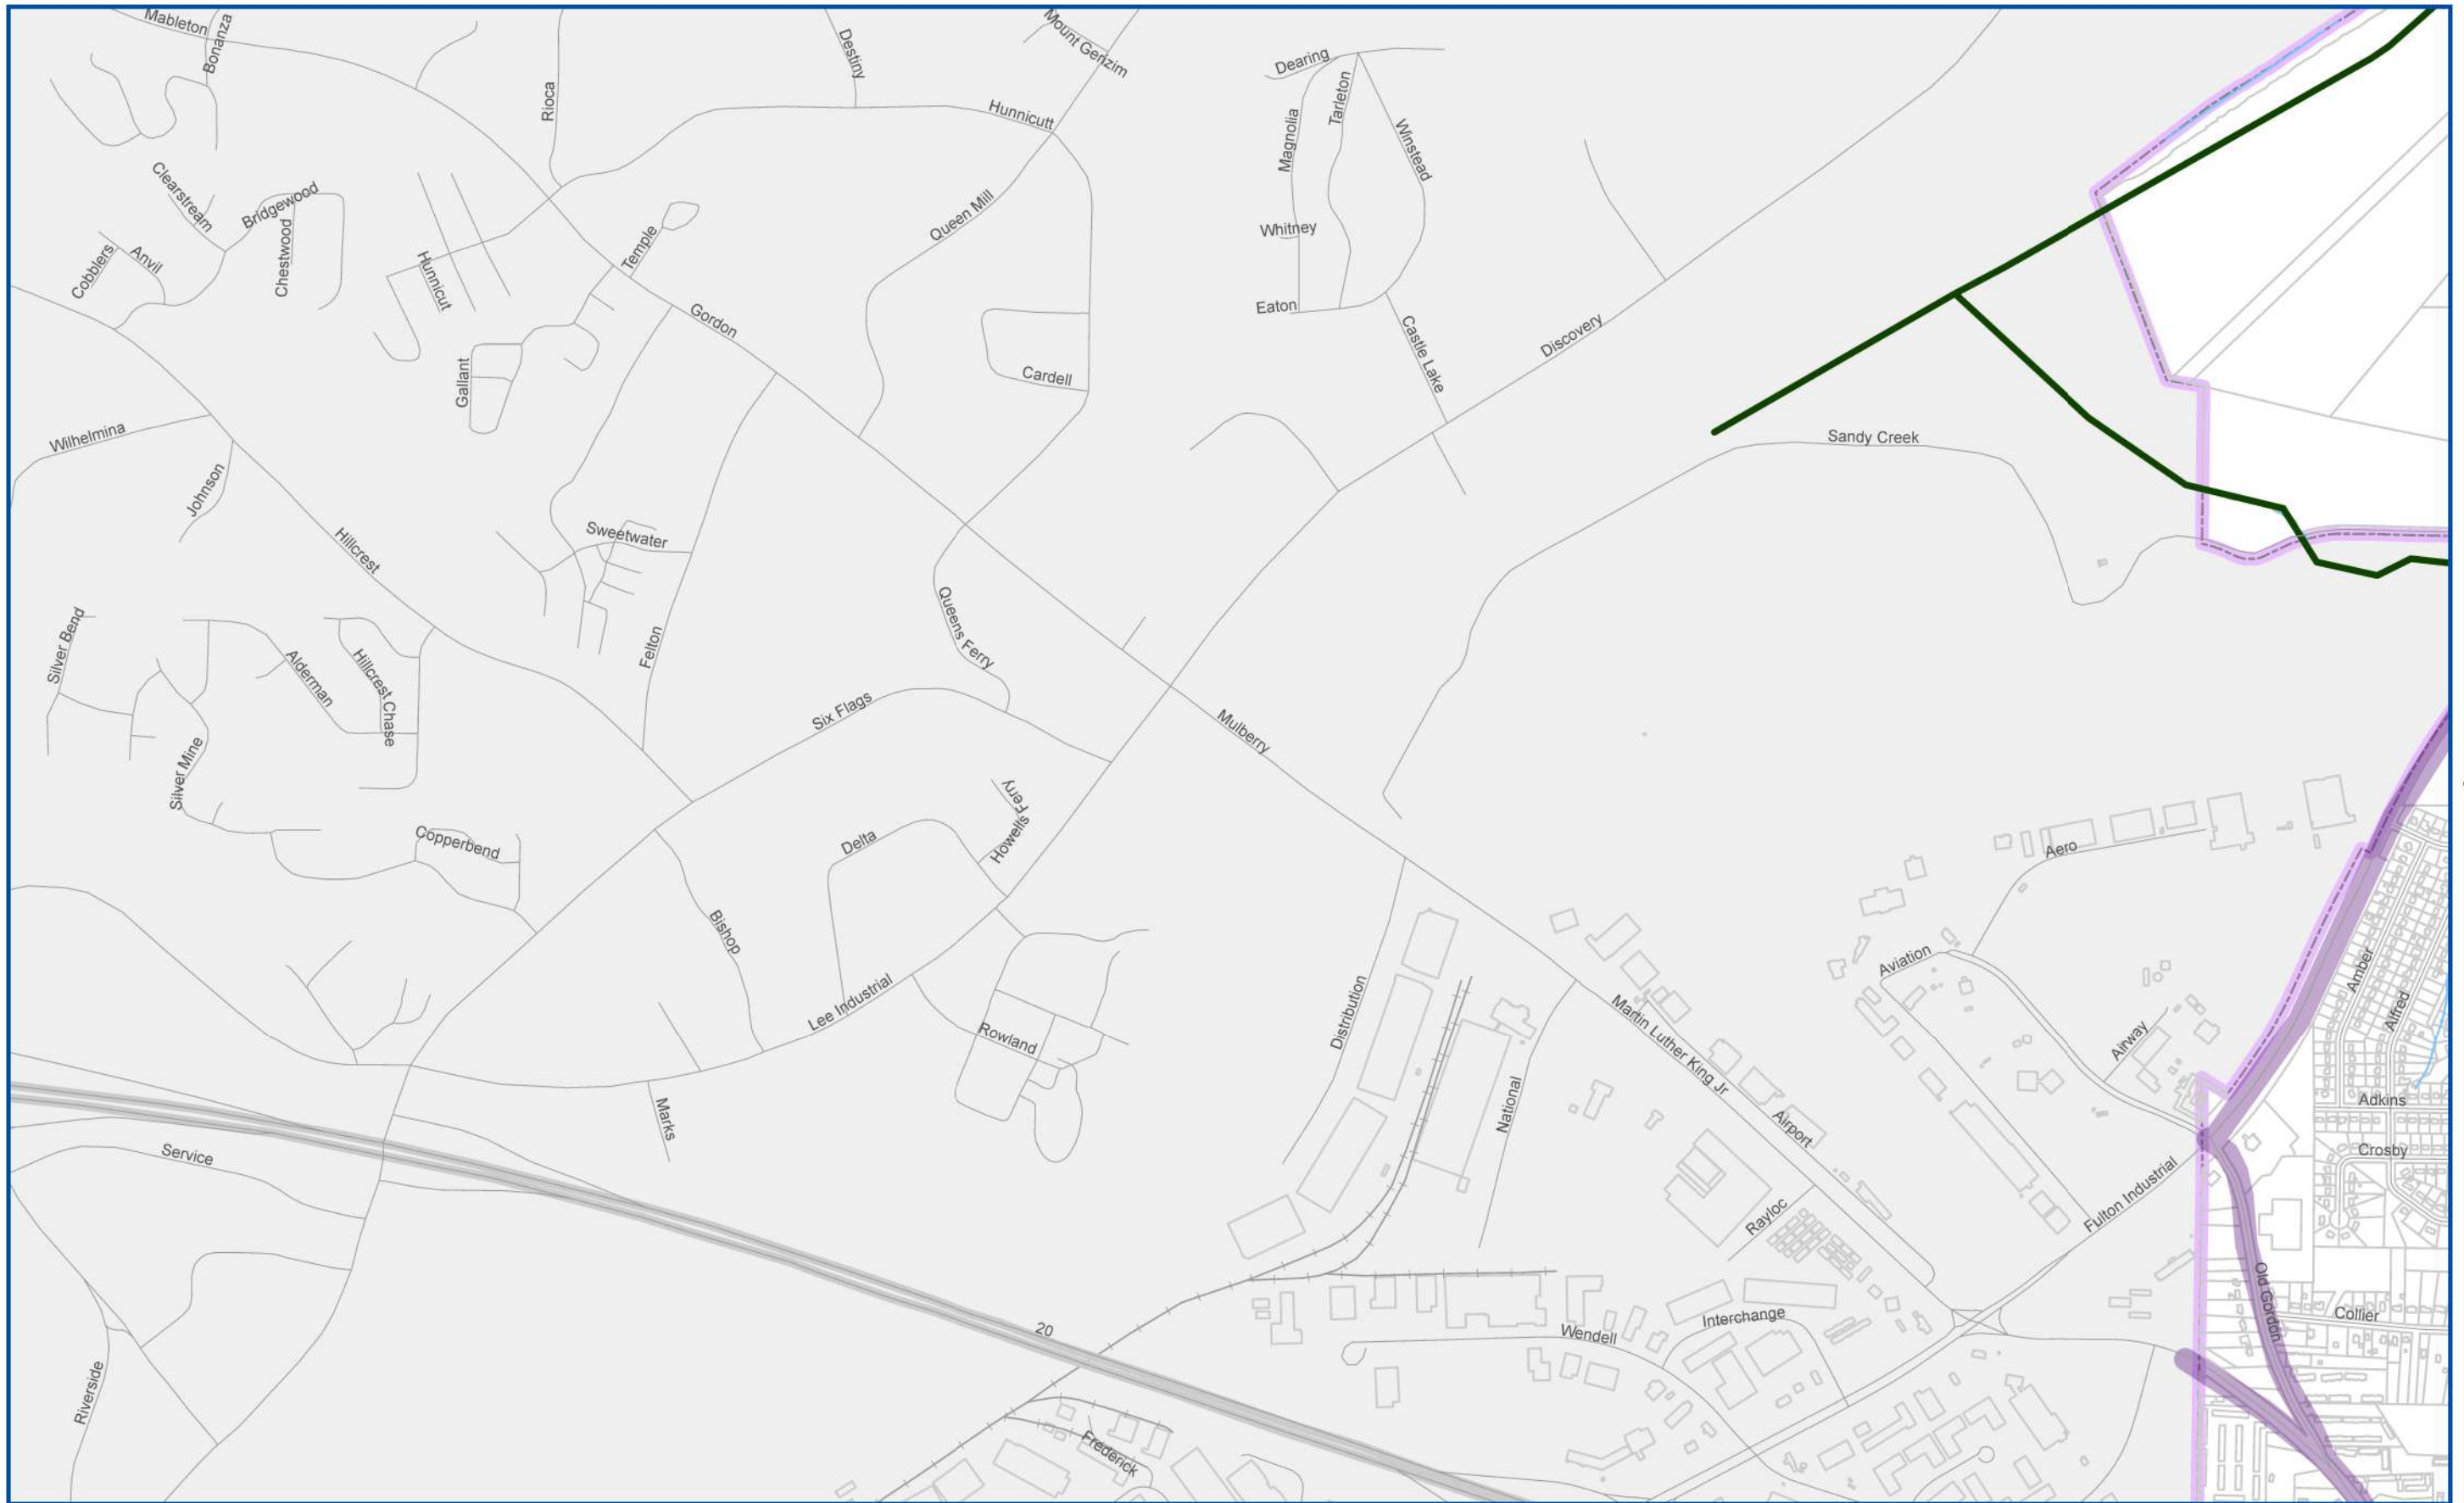 Mableton
Bonanza
Rioca
Destiny
Mount Gerizim
Hunnicutt
Dearing
Tarleton
Magnolia
Winstead
Whitney
Eaton
Castle Lake
Discovery
Clearstream
Bridgewood
Chestwood
Cobblers
Anvil
Hunnicut
Temple
Queen Mill
Gordon
Gallant
Cardell
Wilhelmina
Johnson
Hillcrest
Sweetwater
Sandy Creek
Felton
Queens Ferry
Silver Bend
Alderman
Hillcrest Chase
Six Flags
Mulberry
Silver Mine
Copperbend
Delta
Howells Ferry
Aero
Bishop
Lee Industrial
Rowland
Distribution
National
Martin Luther King Jr
Airport
Aviation
Airway
Amber
Alfred
Adkins
Crosby
Marks
Service
Rayloc
Fulton Industrial
Old Gordon
Collier
20
Wendell
Interchange
Riverside
Frederick